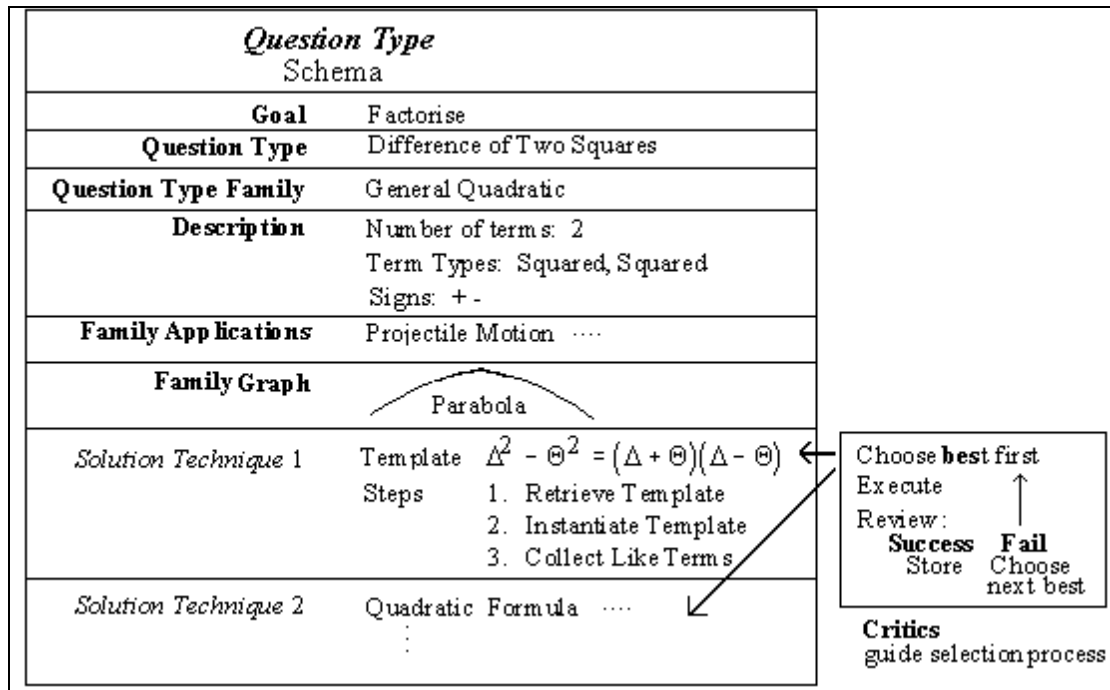 Question Type
Schema
Goal Factorise
Question Type Difference of Two Squares
Question Type Family General Quadratic
Description Number of terms: 2
Term Types: Squared, Squared
Signs: + -
Family Applications Projectile Motion ....
Family Graph
Parabola
Solution Technique 1 Template Δ² - Θ² = (Δ + Θ)(Δ - Θ)
Steps 1. Retrieve Template
2. Instantiate Template
3. Collect Like Terms
Solution Technique 2 Quadratic Formula ....
Choose best first
Execute
Review:
Success Fail
Store Choose
next best
Critics
guide selection process